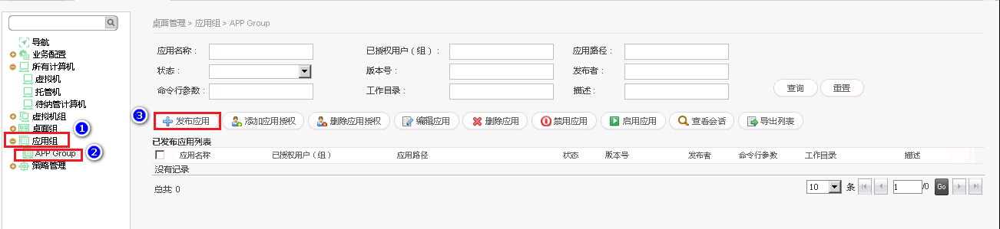 桌面管理 > 应用组 > APP Group
导航
业务配置
所有计算机
虚拟机
托管机
待纳管计算机
虚拟机组
桌面组 1
应用组
APP Group 2
策略管理
应用名称： 已授权用户（组）： 应用路径：
状态： 版本号： 发布者：
命令行参数： 工作目录： 描述： 查询 重置
3 发布应用 添加应用授权 删除应用授权 编辑应用 删除应用 禁用应用 启用应用 查看会话 导出列表
已发布应用列表
应用名称 已授权用户（组） 应用路径 状态 版本号 发布者 命令行参数 工作目录 描述
没有记录
总共: 0 10 条 1 /0 Go